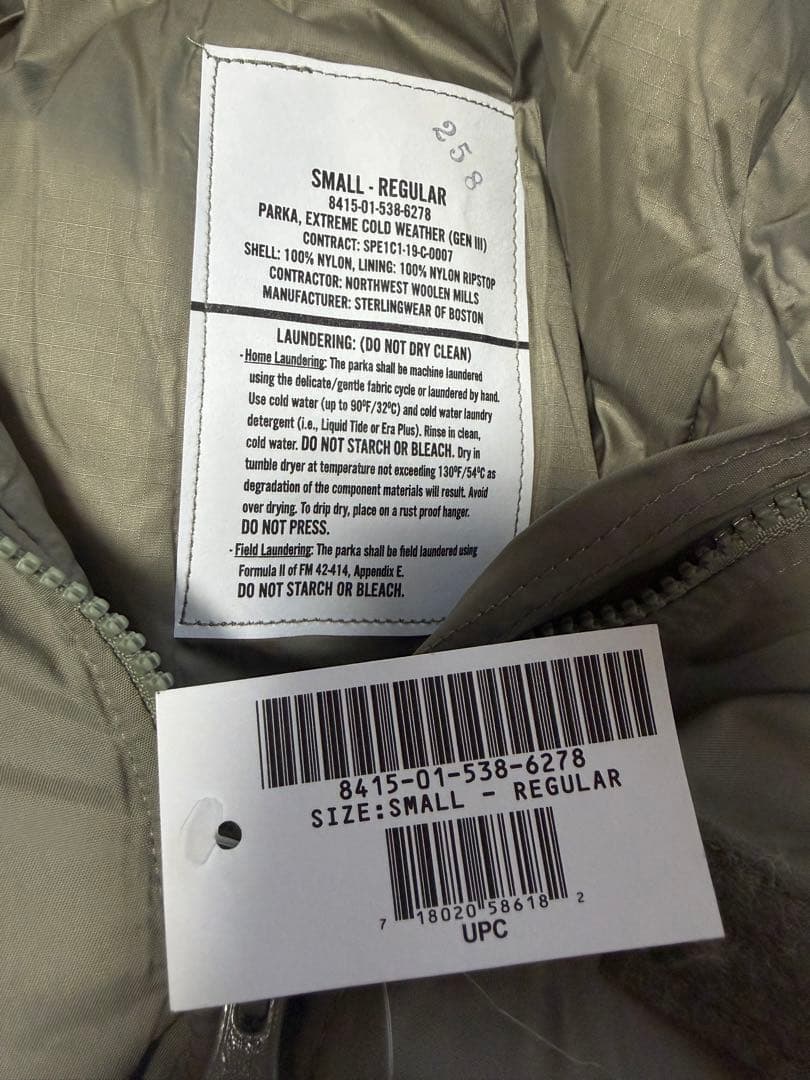 258
SMALL - REGULAR
8415-01-538-6278
PARKA, EXTREME COLD WEATHER (GEN III)
CONTRACT: SPE1C1-19-C-0007
SHELL: 100% NYLON, LINING: 100% NYLON RIPSTOP
CONTRACTOR: NORTHWEST WOOLEN MILLS
MANUFACTURER: STERLINGWEAR OF BOSTON
LAUNDERING: (DO NOT DRY CLEAN)
- Home Laundering: The parka shall be machine laundered
using the delicate/gentle fabric cycle or laundered by hand.
Use cold water (up to 90°F/32°C) and cold water laundry
detergent (i.e., Liquid Tide or Era Plus). Rinse in clean,
cold water. DO NOT STARCH OR BLEACH. Dry in
tumble dryer at temperature not exceeding 130°F/54°C as
degradation of the component materials will result. Avoid
over drying. To drip dry, place on a rust proof hanger.
DO NOT PRESS.
- Field Laundering: The parka shall be field laundered using
Formula II of FM 42-414, Appendix E.
DO NOT STARCH OR BLEACH.
8415-01-538-6278
SIZE:SMALL - REGULAR
7 18020 58618 2
UPC